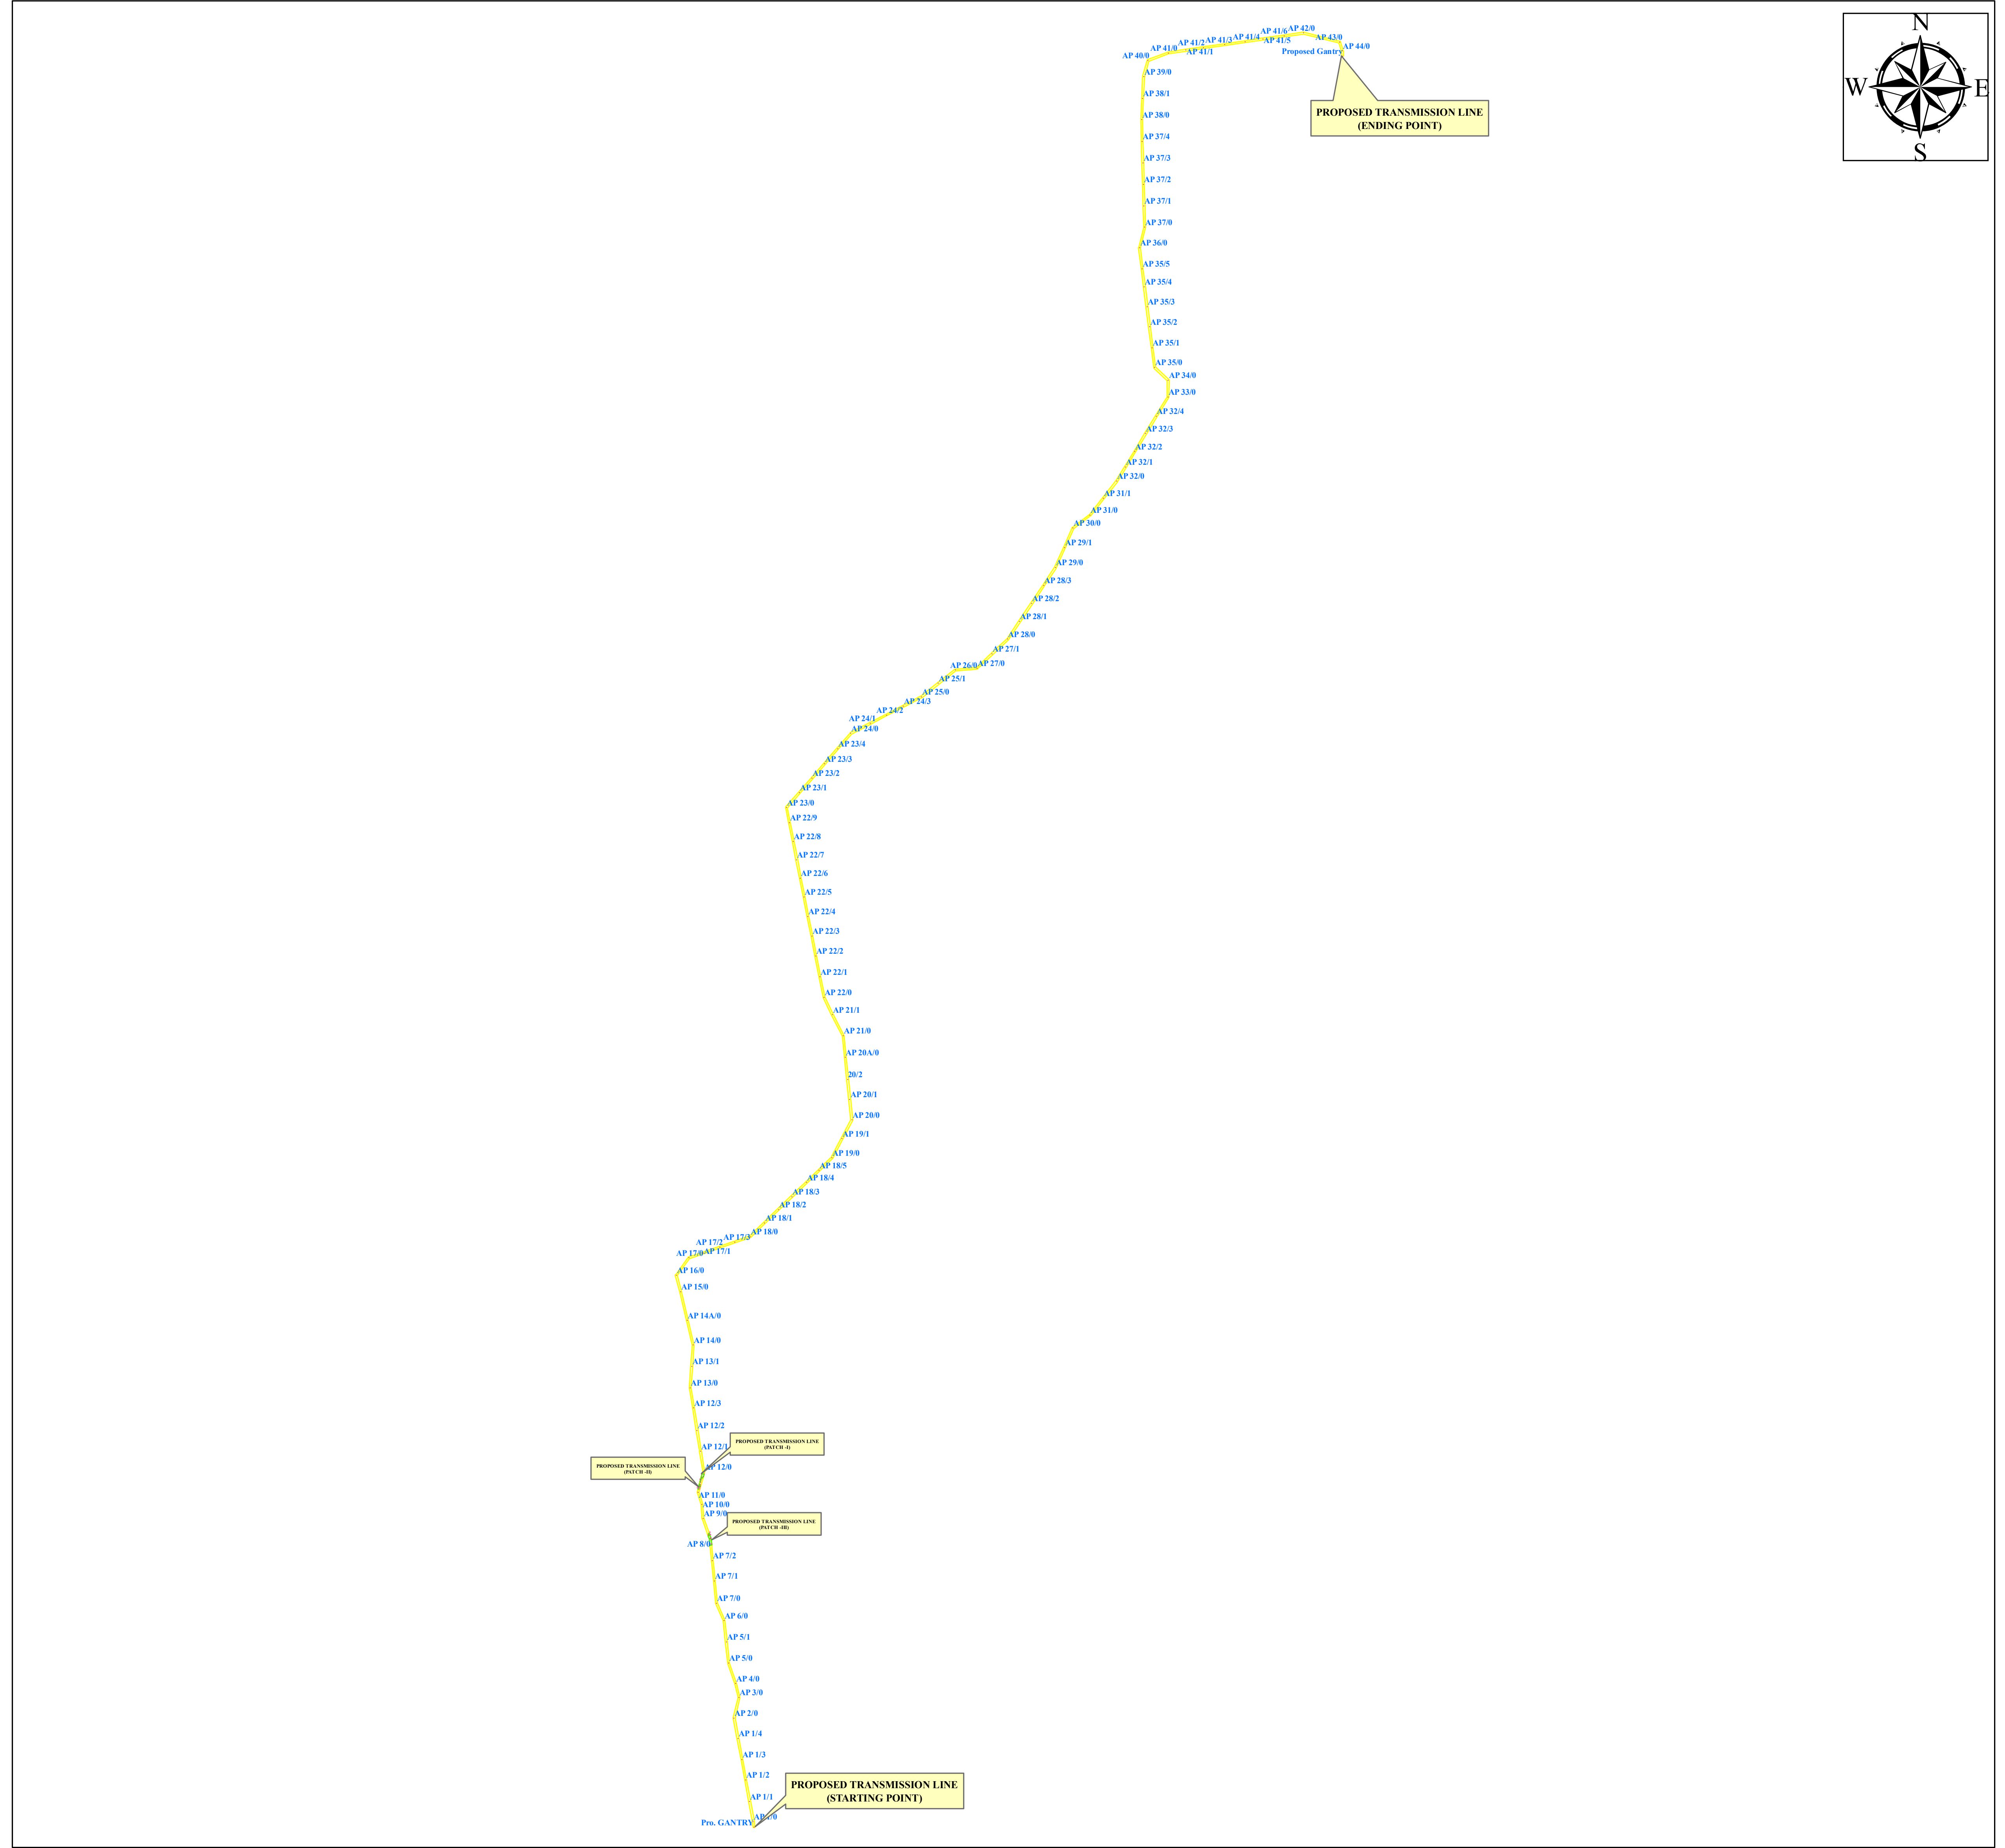 N
AP 41/6 AP 42/0
AP 41/2 AP 41/3 AP 41/4 AP 41/5 AP 43/0
AP 40/0 AP 41/0 AP 41/1 AP 44/0
Proposed Gantry
AP 39/0
W
E
AP 38/1
PROPOSED TRANSMISSION LINE
(ENDING POINT)
AP 38/0
AP 37/4
S
AP 37/3
AP 37/2
AP 37/1
AP 37/0
AP 36/0
AP 35/5
AP 35/4
AP 35/3
AP 35/2
AP 35/1
AP 35/0
AP 34/0
AP 33/0
AP 32/4
AP 32/3
AP 32/2
AP 32/1
AP 32/0
AP 31/1
AP 31/0
AP 30/0
AP 29/1
AP 29/0
AP 28/3
AP 28/2
AP 28/1
AP 28/0
AP 27/1
AP 26/0 AP 27/0
AP 25/1
AP 25/0
AP 24/3
AP 24/2
AP 24/1
AP 24/0
AP 23/4
AP 23/3
AP 23/2
AP 23/1
AP 23/0
AP 22/9
AP 22/8
AP 22/7
AP 22/6
AP 22/5
AP 22/4
AP 22/3
AP 22/2
AP 22/1
AP 22/0
AP 21/1
AP 21/0
AP 20A/0
20/2
AP 20/1
AP 20/0
AP 19/1
AP 19/0
AP 18/5
AP 18/4
AP 18/3
AP 18/2
AP 18/1
AP 18/0
AP 17/3
AP 17/2
AP 17/0 AP 17/1
AP 16/0
AP 15/0
AP 14A/0
AP 14/0
AP 13/1
AP 13/0
AP 12/3
AP 12/2
AP 12/1
PROPOSED TRANSMISSION LINE
(PATCH -I)
PROPOSED TRANSMISSION LINE
(PATCH -II)
AP 12/0
AP 11/0
AP 10/0
AP 9/0
PROPOSED TRANSMISSION LINE
(PATCH -III)
AP 8/0
AP 7/2
AP 7/1
AP 7/0
AP 6/0
AP 5/1
AP 5/0
AP 4/0
AP 3/0
AP 2/0
AP 1/4
AP 1/3
AP 1/2
PROPOSED TRANSMISSION LINE
(STARTING POINT)
AP 1/1
AP 1/0
Pro. GANTRY